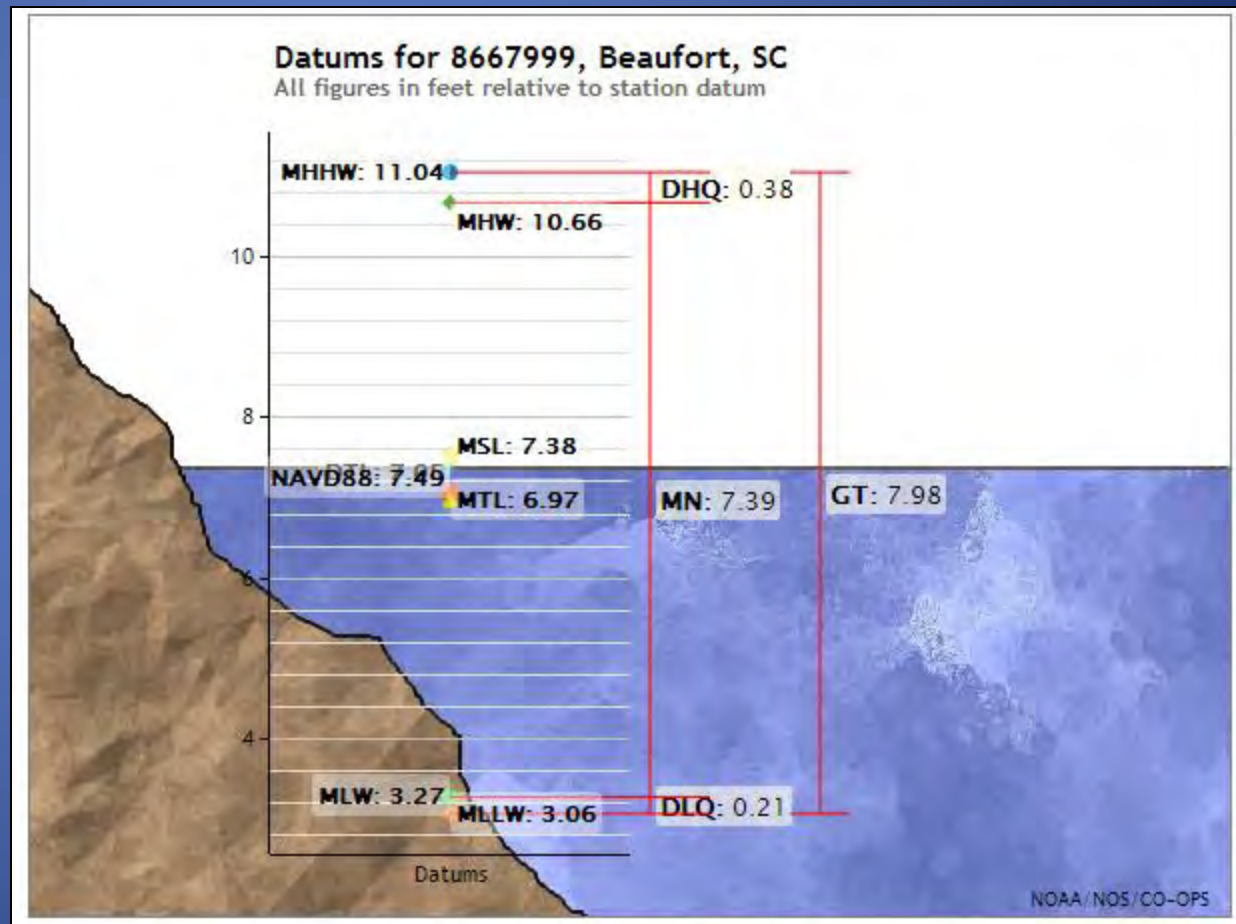 Datums for 8667999, Beaufort, SC
All figures in feet relative to station datum
MHHW: 11.04
DHQ: 0.38
MHW: 10.66
10
8
MSL: 7.38
NAVD88: 7.49
MTL: 6.97
MN: 7.39
GT: 7.98
6
4
MLW: 3.27
MLLW: 3.06
DLQ: 0.21
Datums
NOAA/NOS/CO-OPS